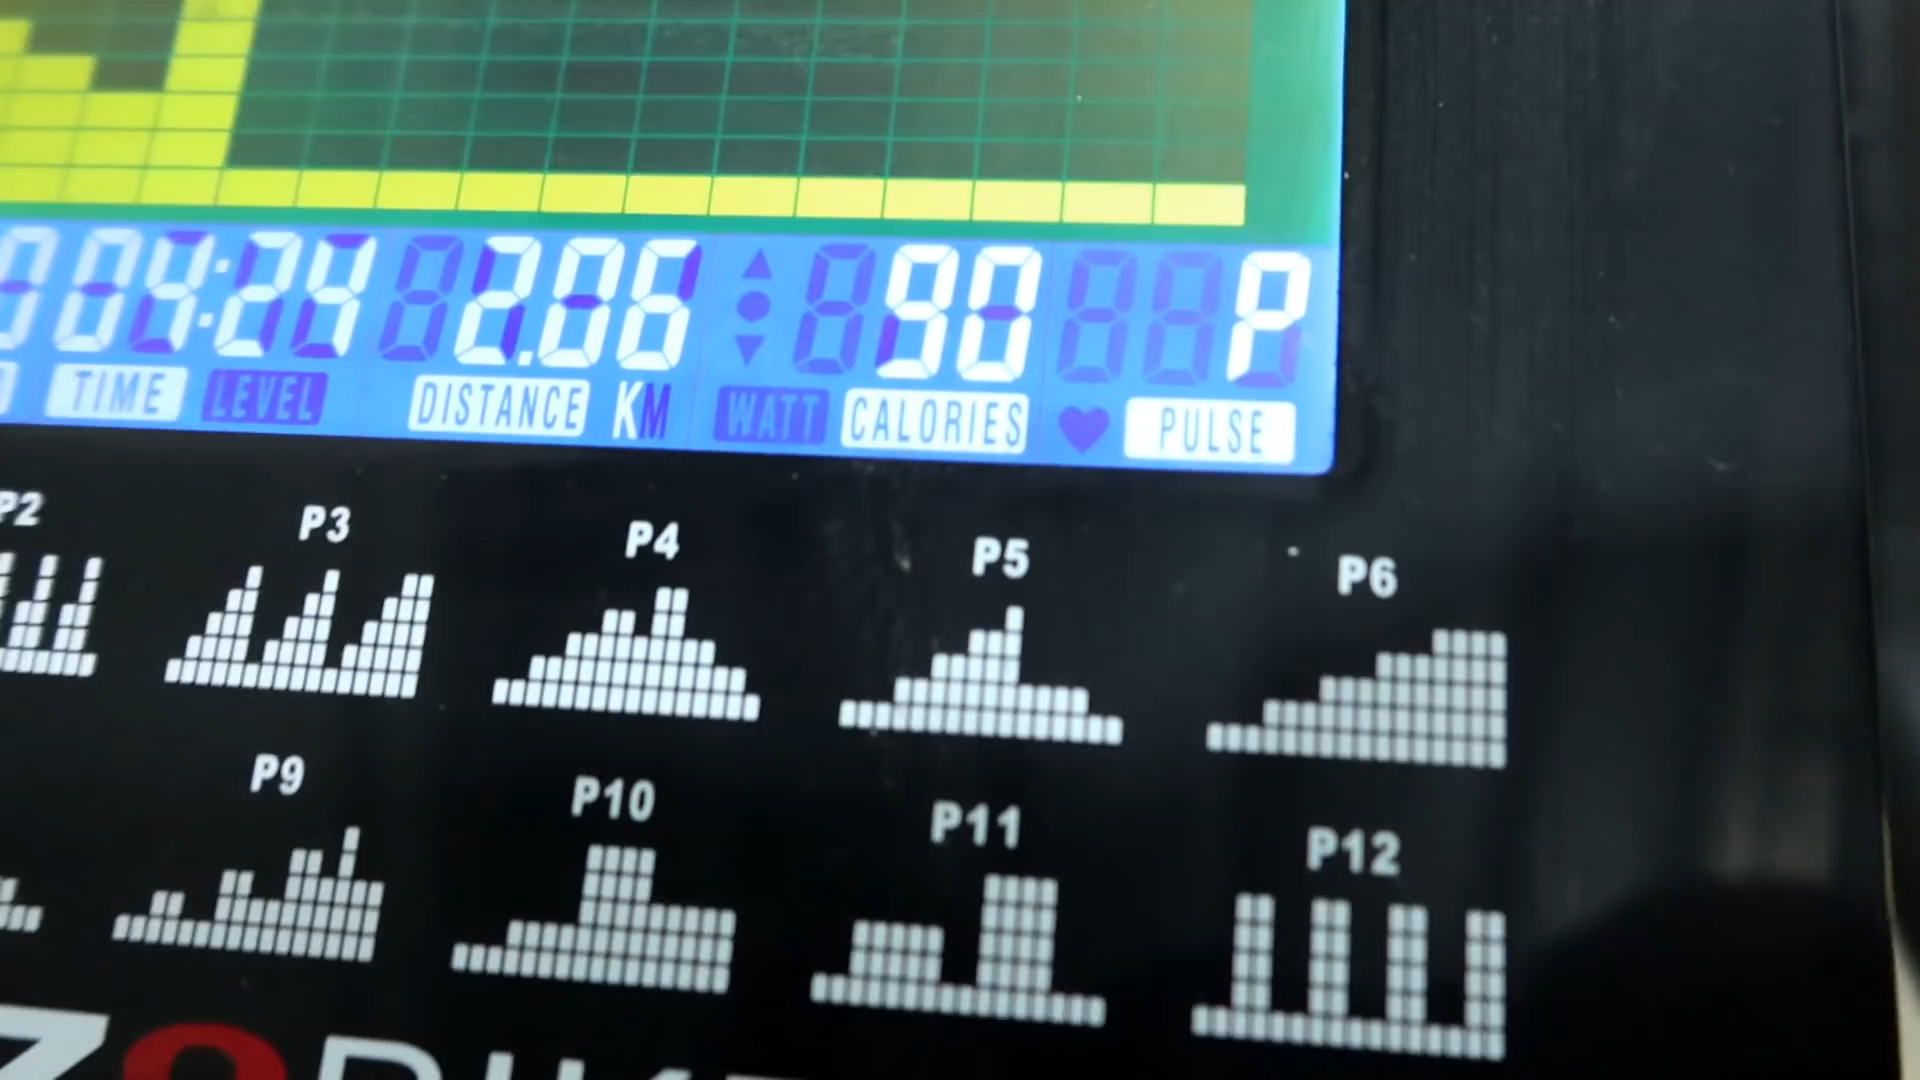 04:24 2.06 90 P
TIME LEVEL DISTANCE KM WATT CALORIES PULSE
P2 P3 P4 P5 P6
P9 P10 P11 P12